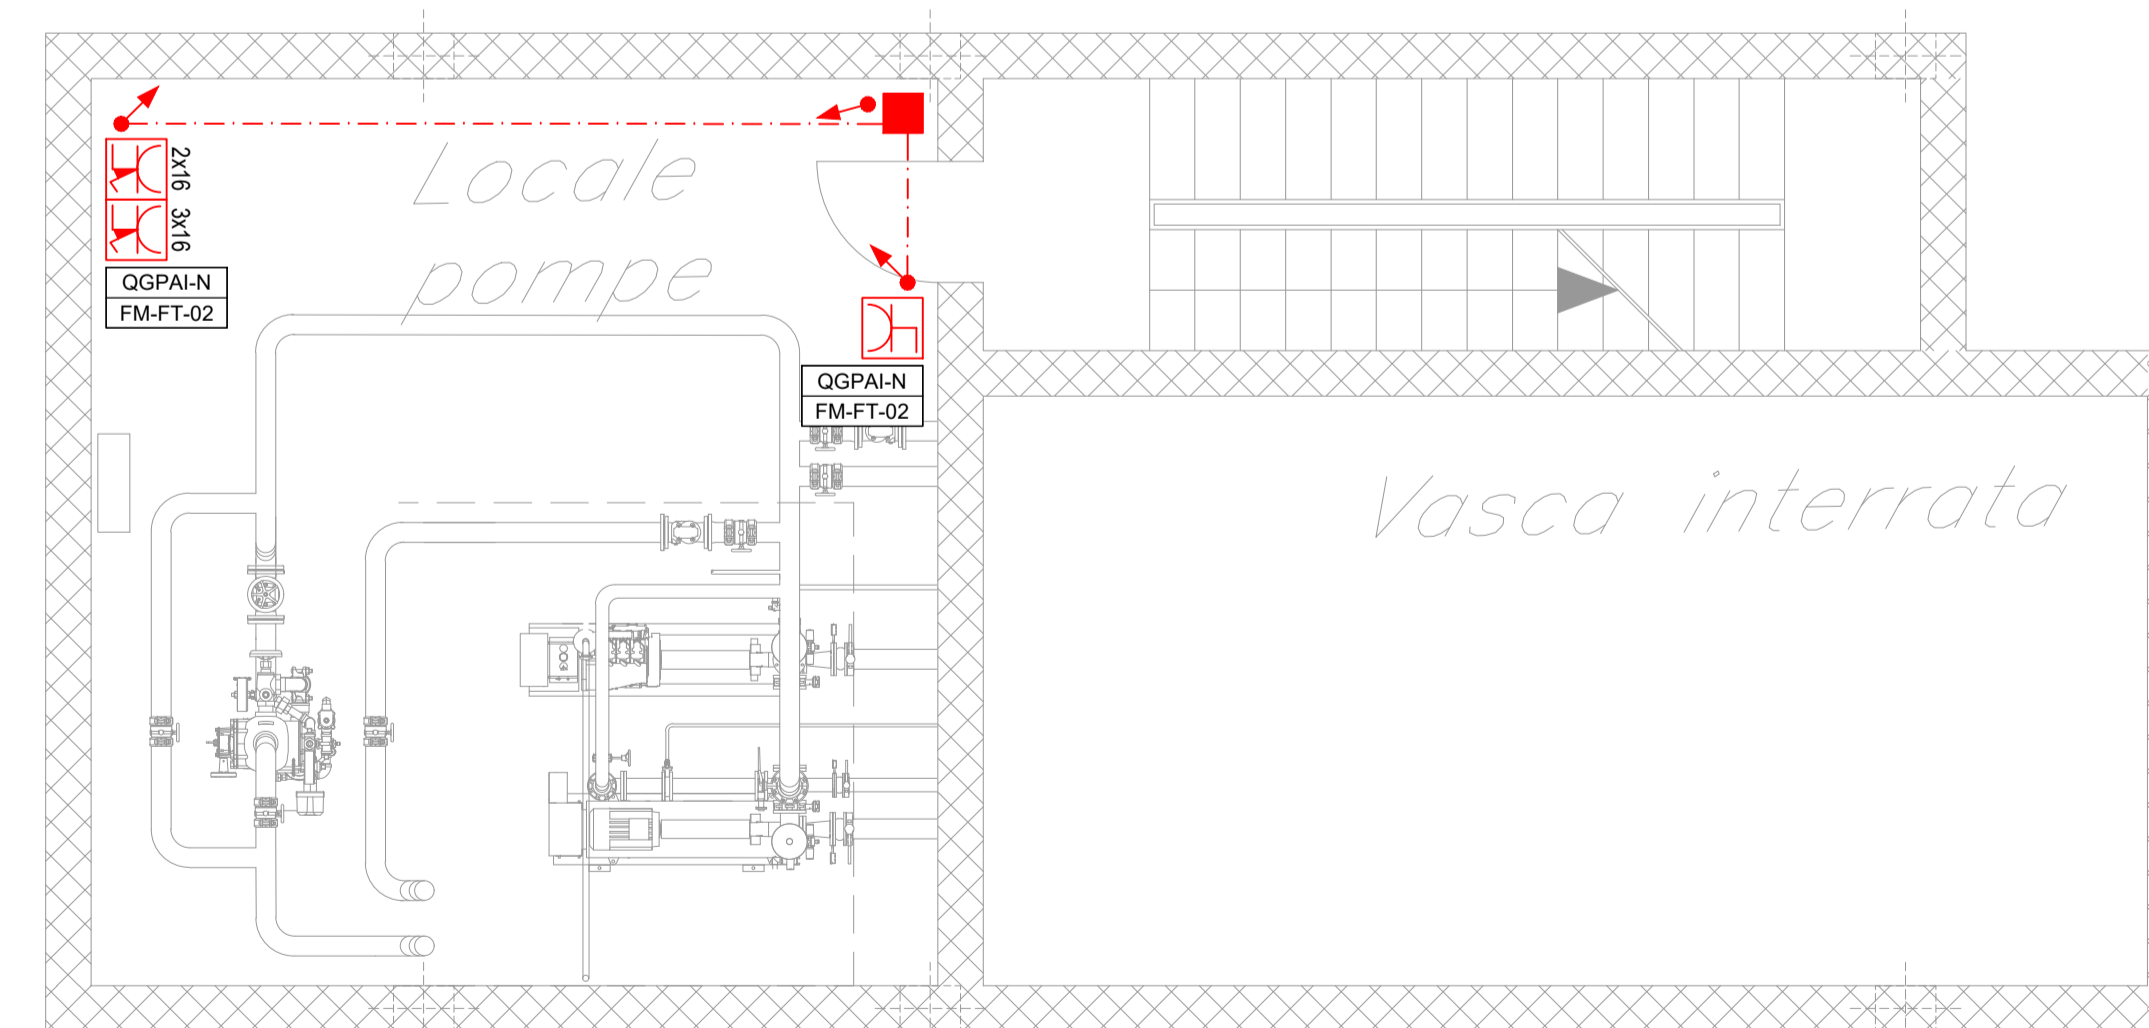 2x16
3x16
QGPAI-N
FM-FT-02
Locale
pompe
QGPAI-N
FM-FT-02
Vasca interrata